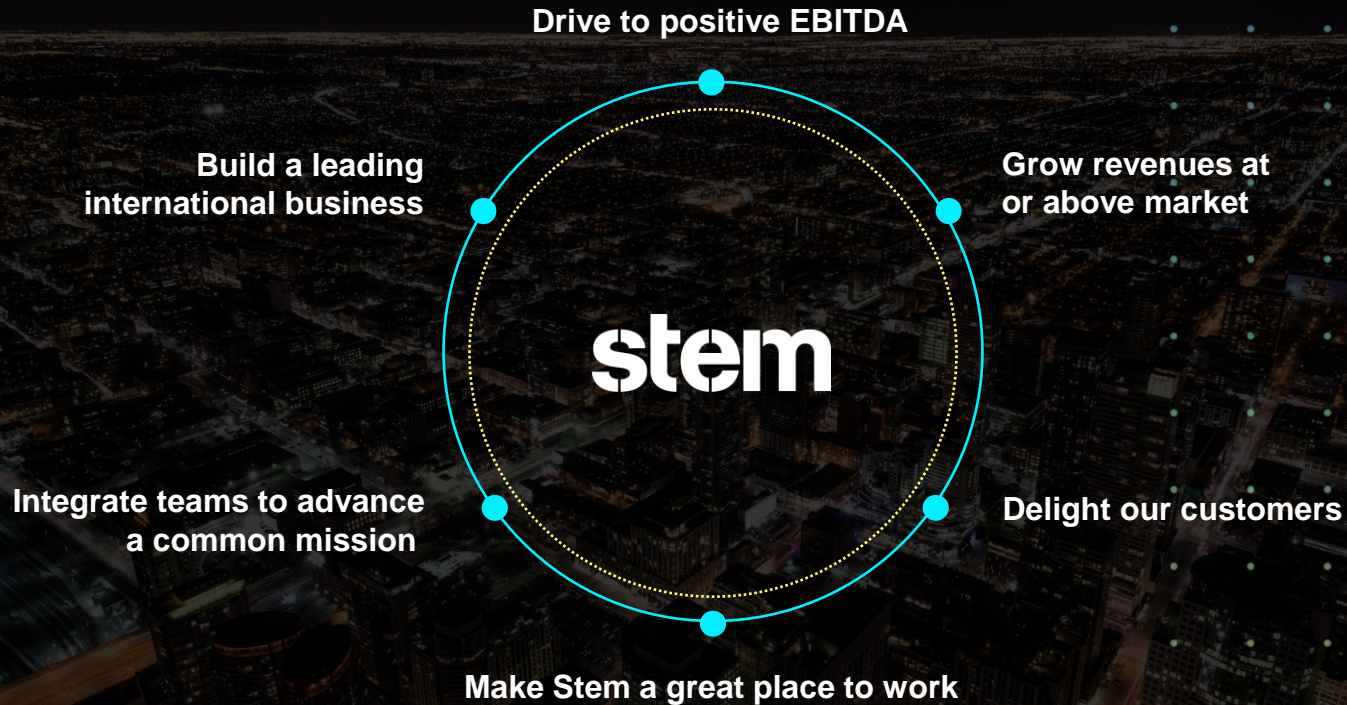 Drive to positive EBITDA
Build a leading
international business
Grow revenues at
or above market
stem
Integrate teams to advance
a common mission
Delight our customers
Make Stem a great place to work